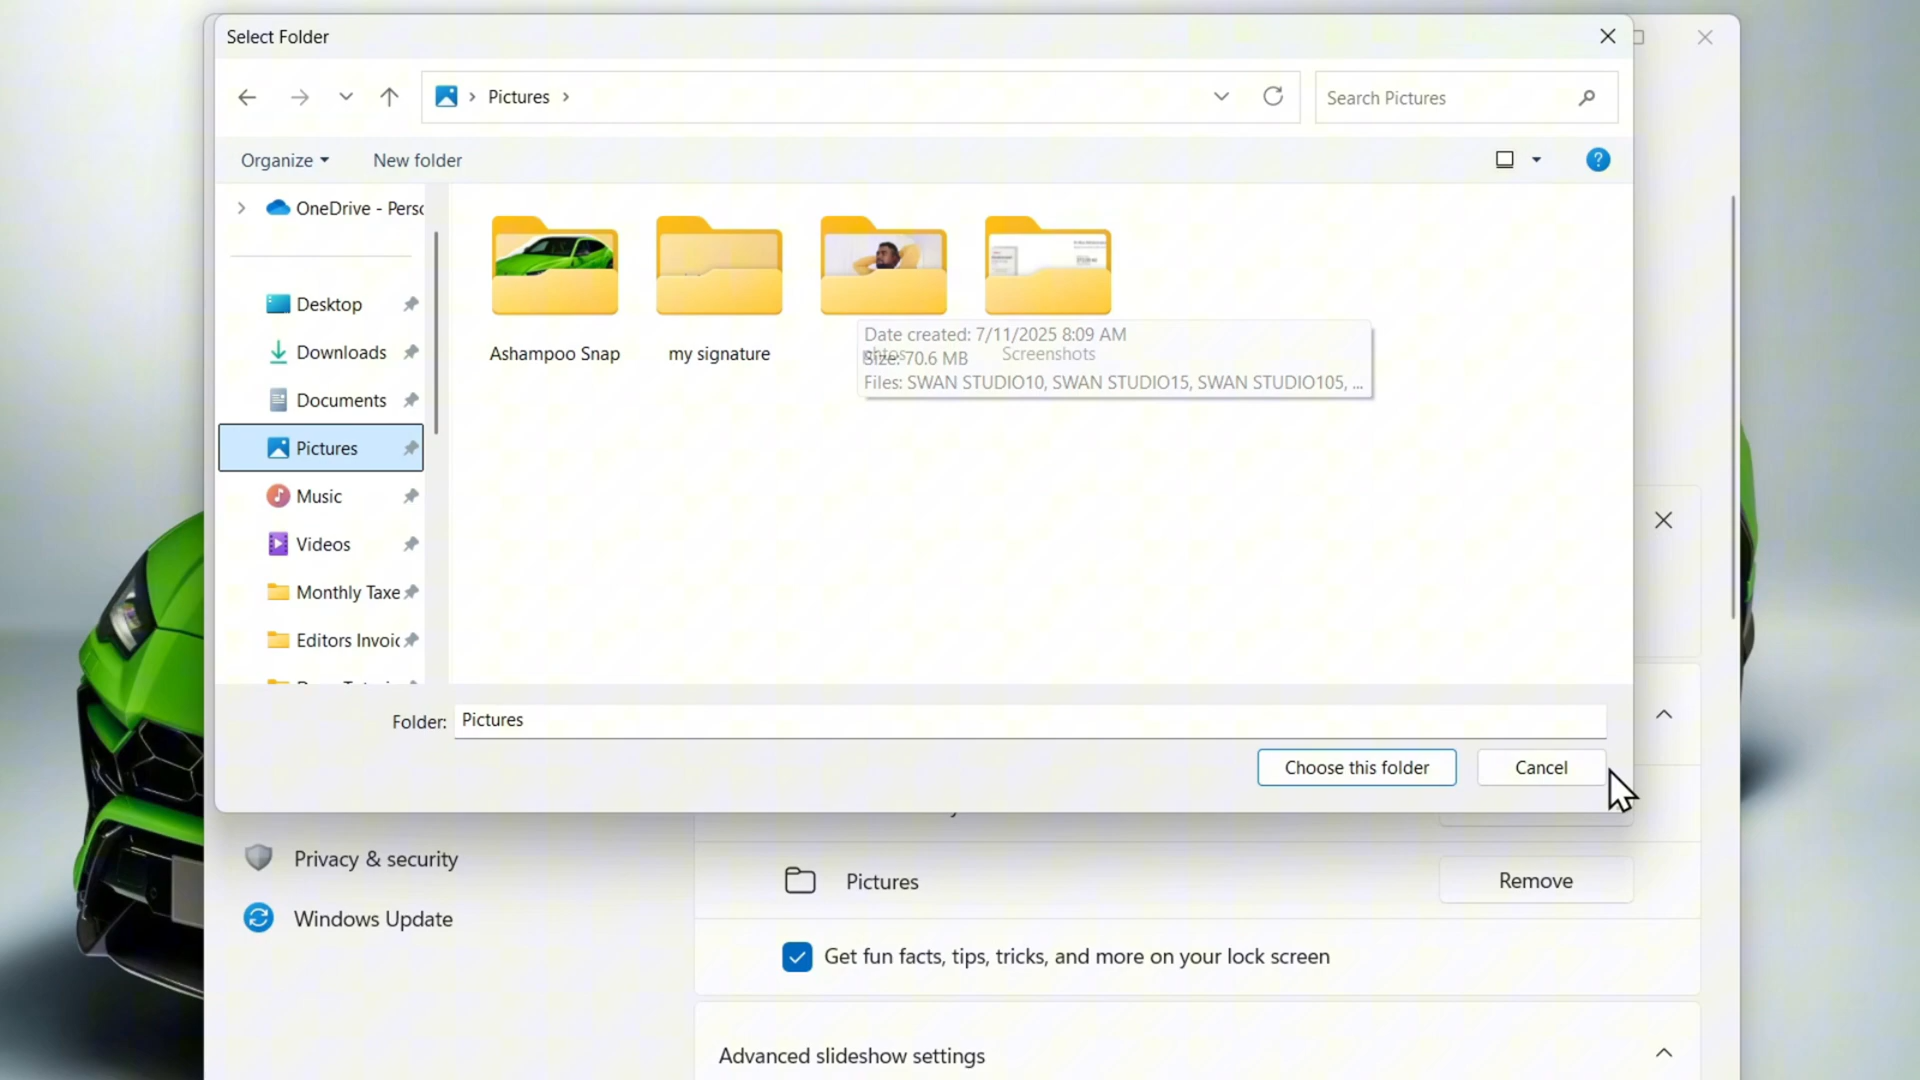 Select Folder
Pictures
Search Pictures
Organize
New folder
OneDrive - Perso
Desktop
Downloads
Documents
Pictures
Music
Videos
Monthly Taxe
Editors Invoic
Ashampoo Snap
my signature
Screenshots
Date created: 7/11/2025 8:09 AM
Size: 70.6 MB
Files: SWAN STUDIO10, SWAN STUDIO15, SWAN STUDIO105, ...
Folder:
Pictures
Choose this folder
Cancel
Privacy & security
Windows Update
Pictures
Remove
Get fun facts, tips, tricks, and more on your lock screen
Advanced slideshow settings